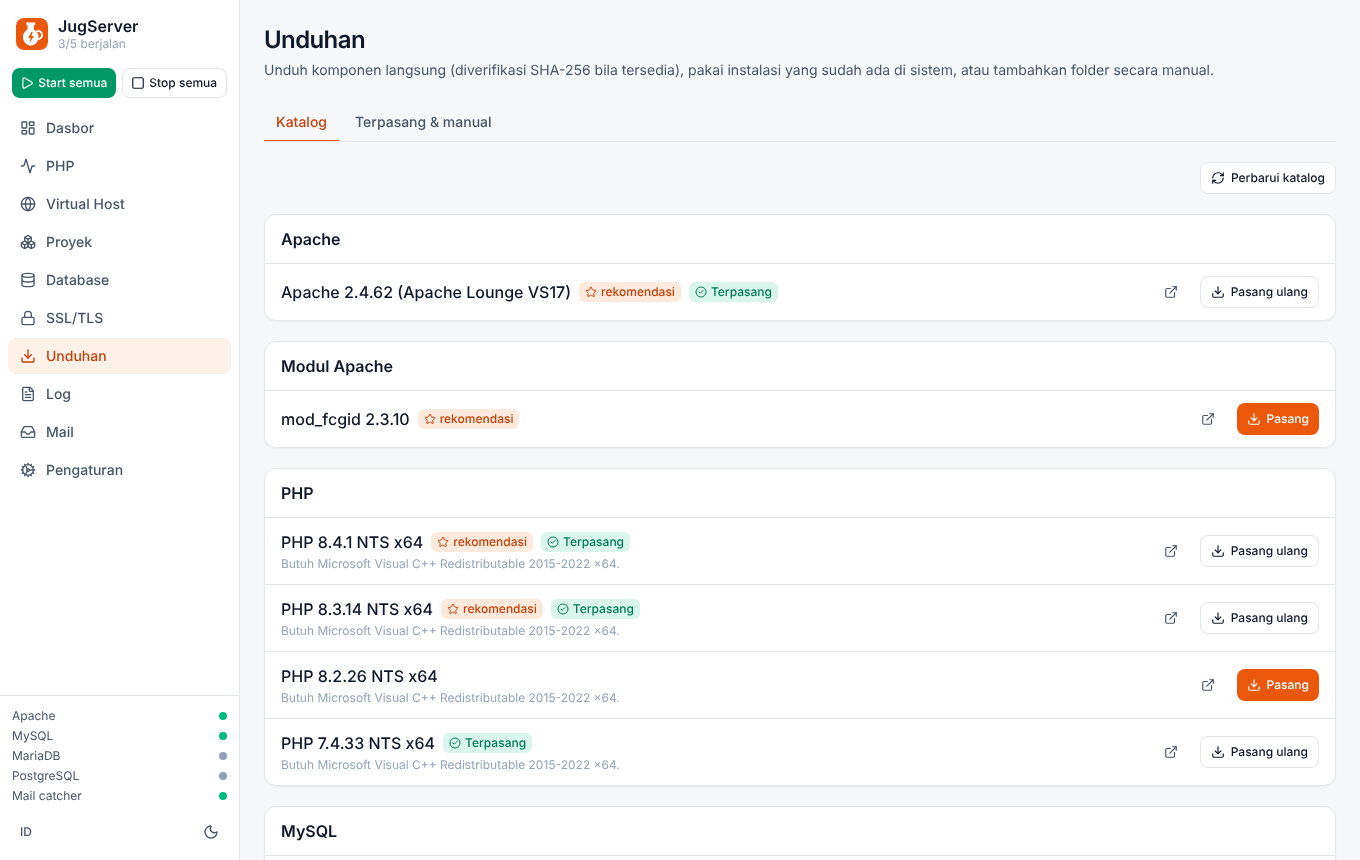 JugServer
3/5 berjalan
Start semua
Stop semua
Dasbor
PHP
Virtual Host
Proyek
Database
SSL/TLS
Unduhan
Log
Mail
Pengaturan
Apache
MySQL
MariaDB
PostgreSQL
Mail catcher
ID
Unduhan
Unduh komponen langsung (diverifikasi SHA-256 bila tersedia), pakai instalasi yang sudah ada di sistem, atau tambahkan folder secara manual.
Katalog
Terpasang & manual
Perbarui katalog
Apache
Apache 2.4.62 (Apache Lounge VS17) rekomendasi Terpasang Pasang ulang
Modul Apache
mod_fcgid 2.3.10 rekomendasi Pasang
PHP
PHP 8.4.1 NTS x64 rekomendasi Terpasang Pasang ulang
Butuh Microsoft Visual C++ Redistributable 2015-2022 x64.
PHP 8.3.14 NTS x64 rekomendasi Terpasang Pasang ulang
Butuh Microsoft Visual C++ Redistributable 2015-2022 x64.
PHP 8.2.26 NTS x64 Pasang
Butuh Microsoft Visual C++ Redistributable 2015-2022 x64.
PHP 7.4.33 NTS x64 Terpasang Pasang ulang
Butuh Microsoft Visual C++ Redistributable 2015-2022 x64.
MySQL